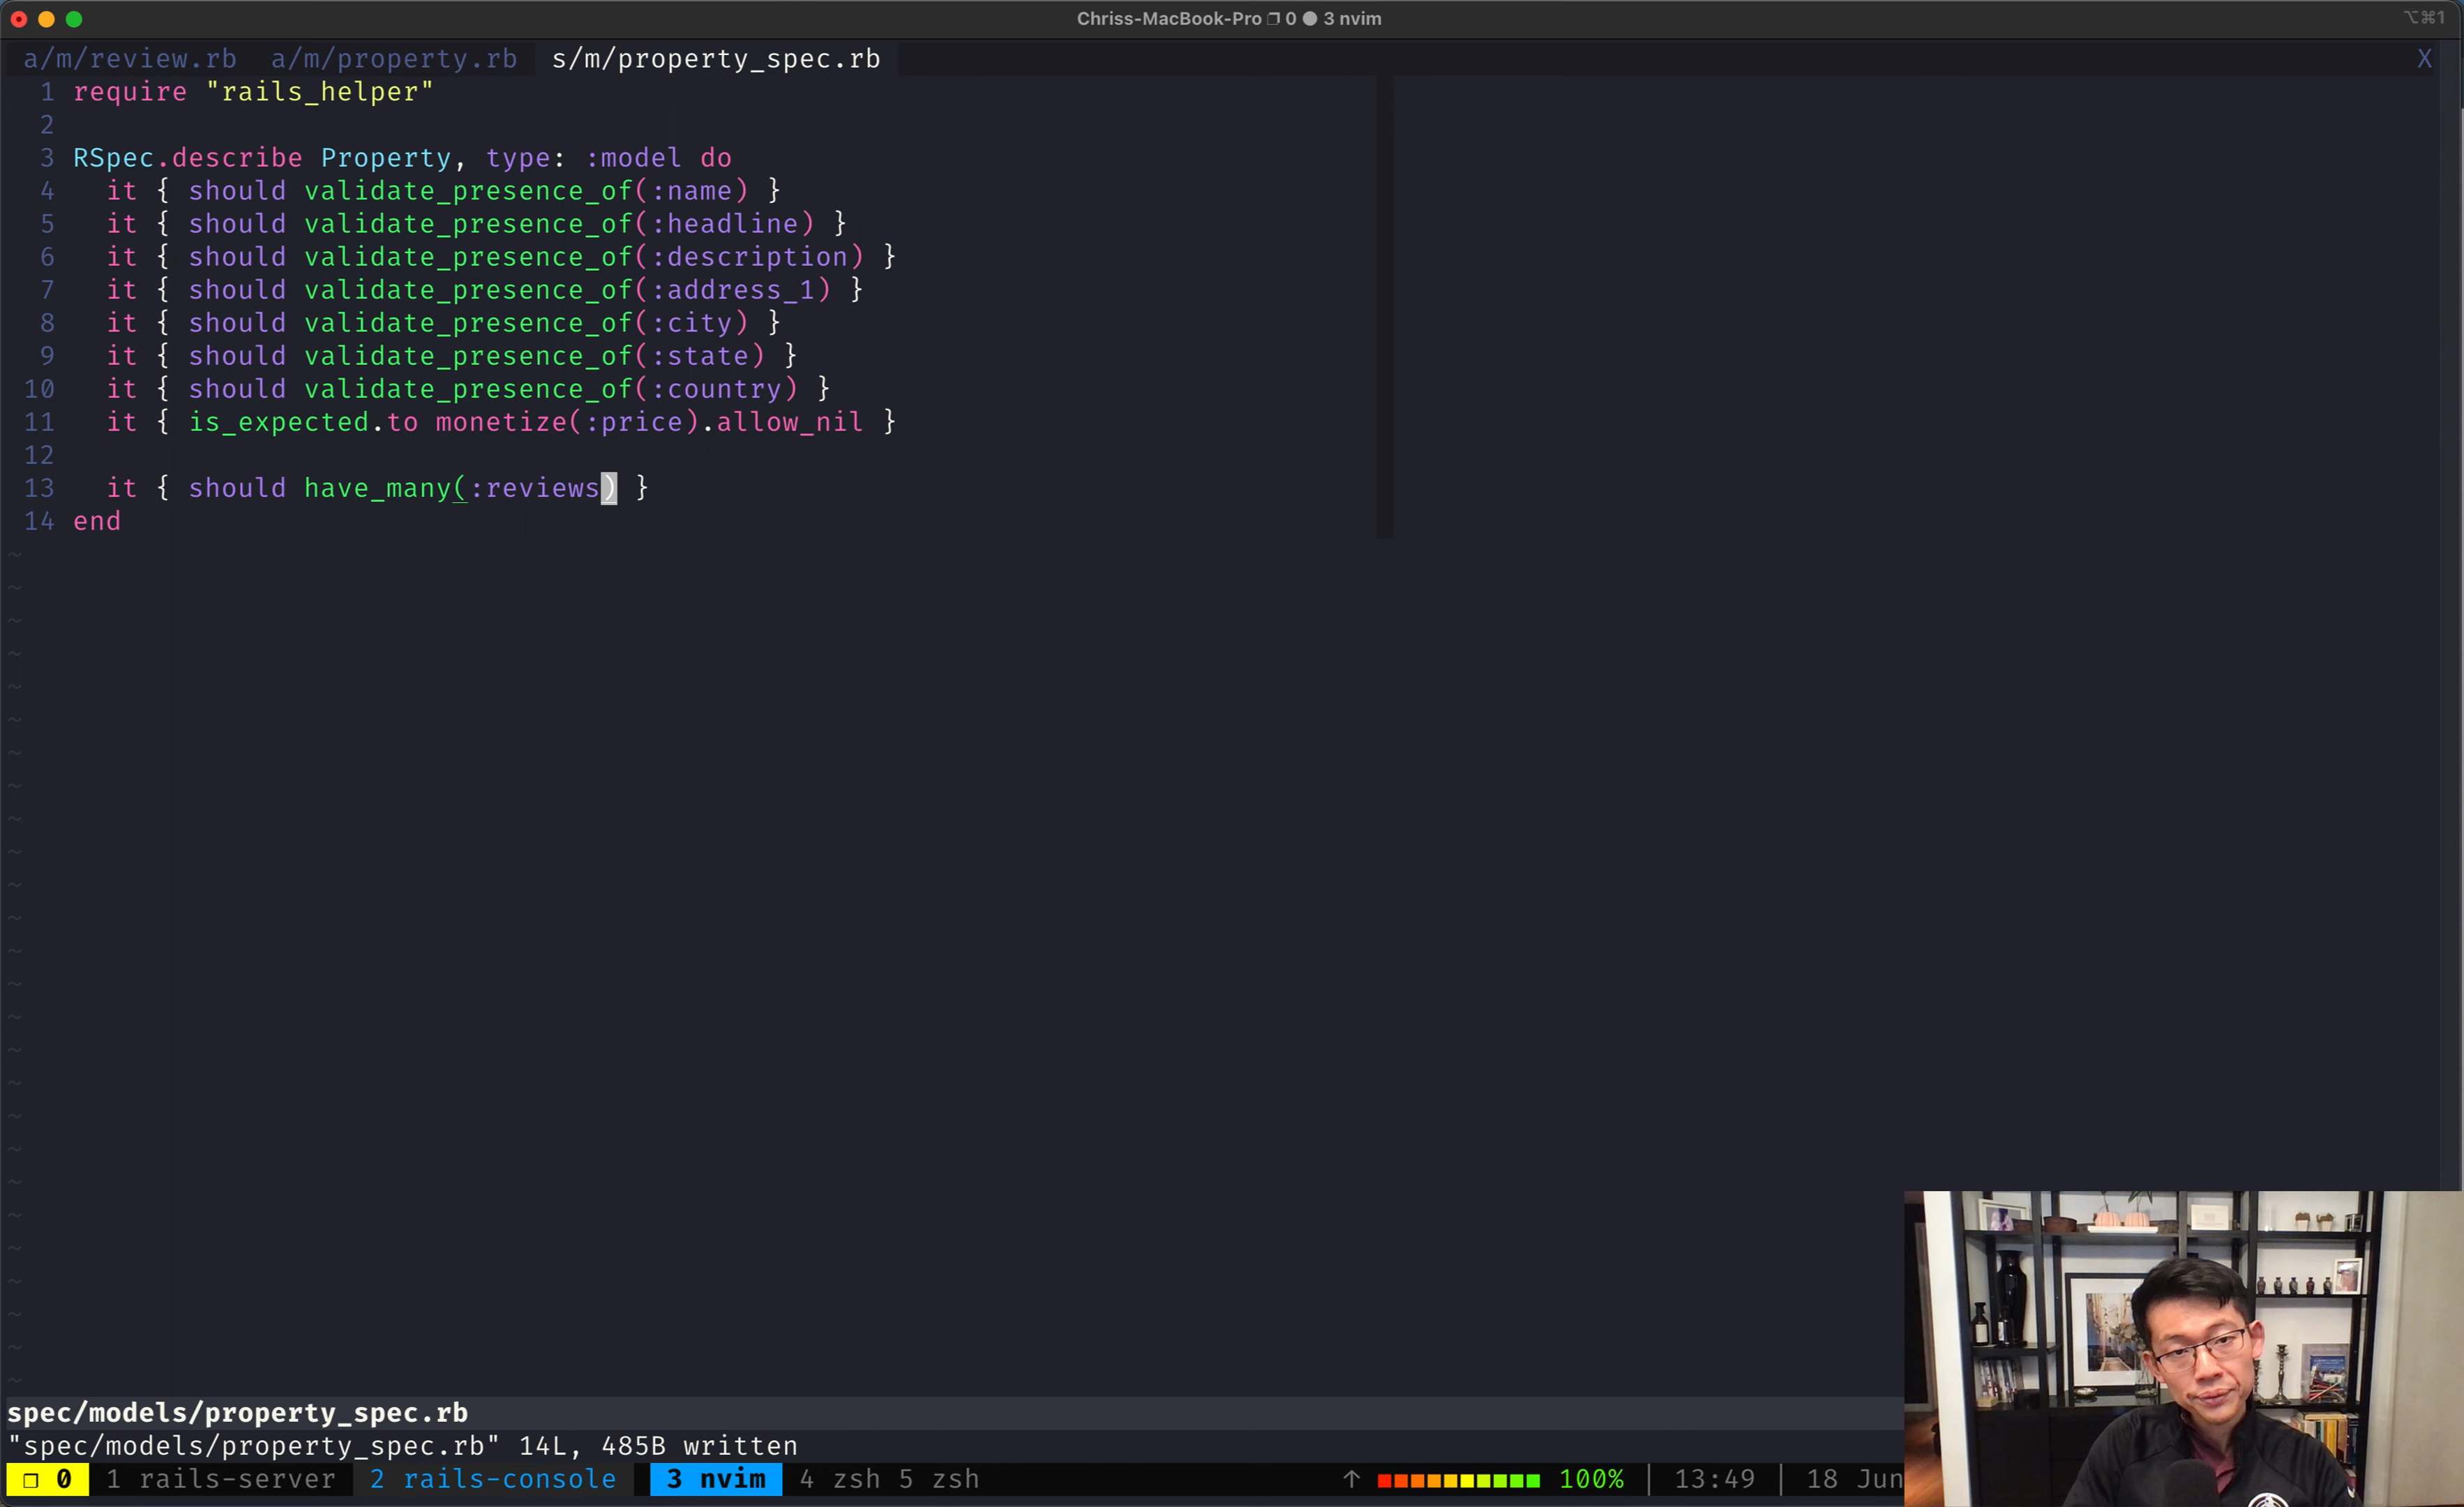 Chriss-MacBook-Pro ❐ 0 ● 3 nvim
⌥⌘1
a/m/review.rb a/m/property.rb s/m/property_spec.rb X
1 require "rails_helper"
2
3 RSpec.describe Property, type: :model do
4 it { should validate_presence_of(:name) }
5 it { should validate_presence_of(:headline) }
6 it { should validate_presence_of(:description) }
7 it { should validate_presence_of(:address_1) }
8 it { should validate_presence_of(:city) }
9 it { should validate_presence_of(:state) }
10 it { should validate_presence_of(:country) }
11 it { is_expected.to monetize(:price).allow_nil }
12
13 it { should have_many(:reviews) }
14 end
spec/models/property_spec.rb
"spec/models/property_spec.rb" 14L, 485B written
❐ 0 1 rails-server 2 rails-console 3 nvim 4 zsh 5 zsh ↑ 100% | 13:49 | 18 Jun